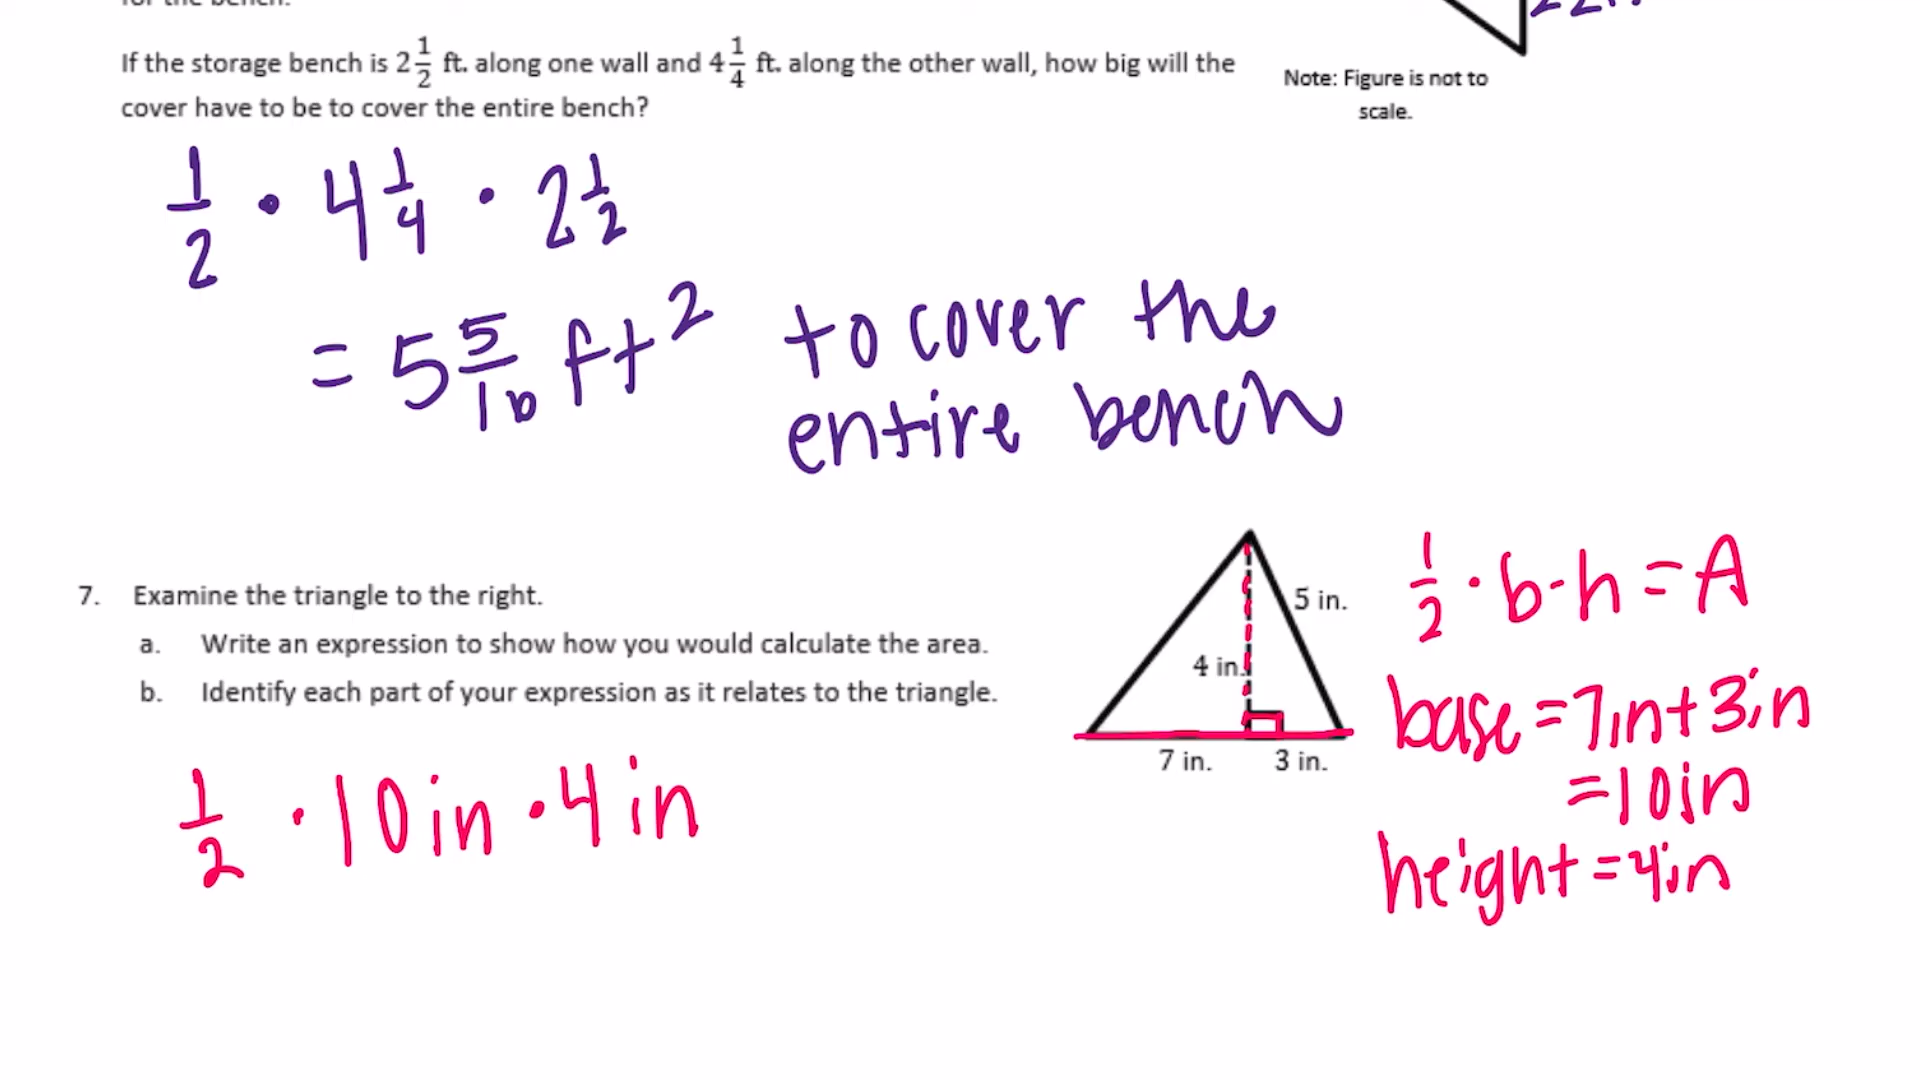 If the storage bench is 2 1/2 ft. along one wall and 4 1/4 ft. along the other wall, how big will the
cover have to be to cover the entire bench?
Note: Figure is not to
scale.
1/2 · 4 1/4 · 2 1/2
= 5 5/16 ft² to cover the
entire bench
7. Examine the triangle to the right.
a. Write an expression to show how you would calculate the area.
b. Identify each part of your expression as it relates to the triangle.
5 in.
4 in.
7 in. 3 in.
1/2 · b · h = A
base = 7in + 3in
= 10in
height = 4in
1/2 · 10in · 4in